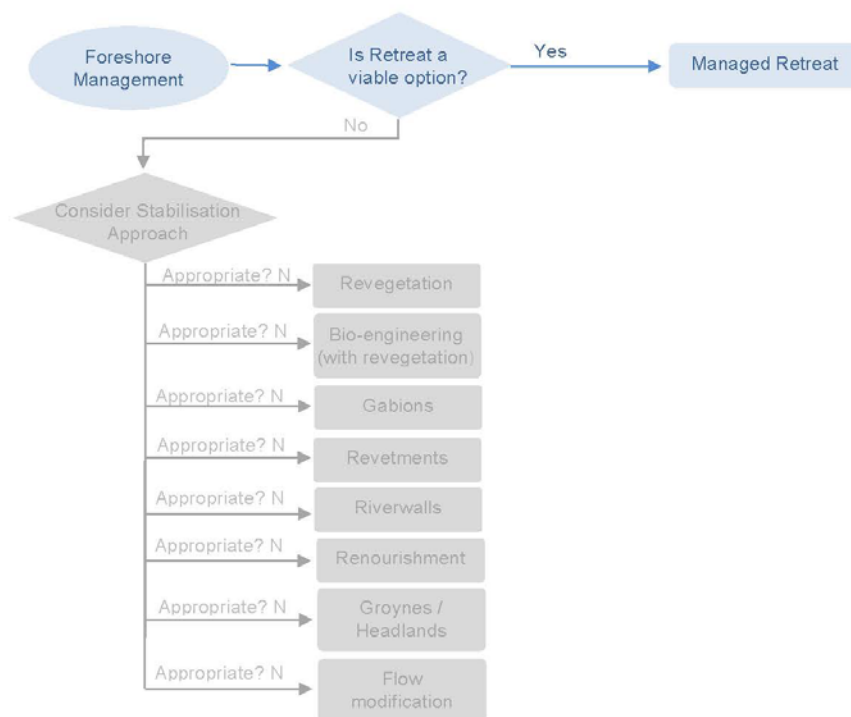 Foreshore
Management
Is Retreat a
viable option?
Yes
Managed Retreat
No
Consider Stabilisation
Approach
Appropriate? N
Revegetation
Appropriate? N
Bio-engineering
(with revegetation)
Appropriate? N
Gabions
Appropriate? N
Revetments
Appropriate? N
Riverwalls
Appropriate? N
Renourishment
Appropriate? N
Groynes /
Headlands
Appropriate? N
Flow
modification